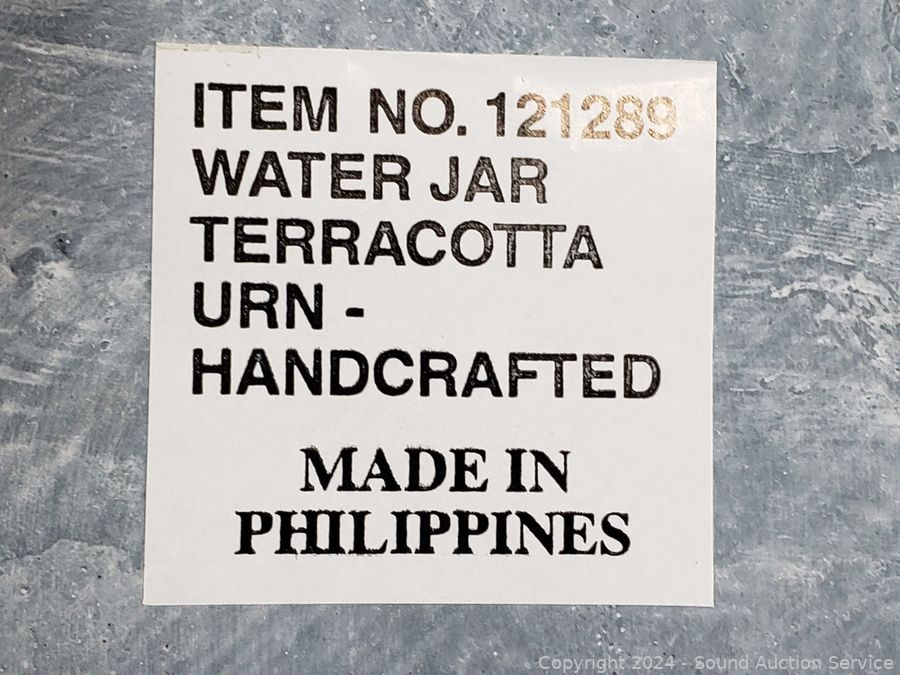 ITEM NO. 121289
WATER JAR
TERRACOTTA
URN -
HANDCRAFTED
MADE IN
PHILIPPINES
Copyright 2024 - Sound Auction Service